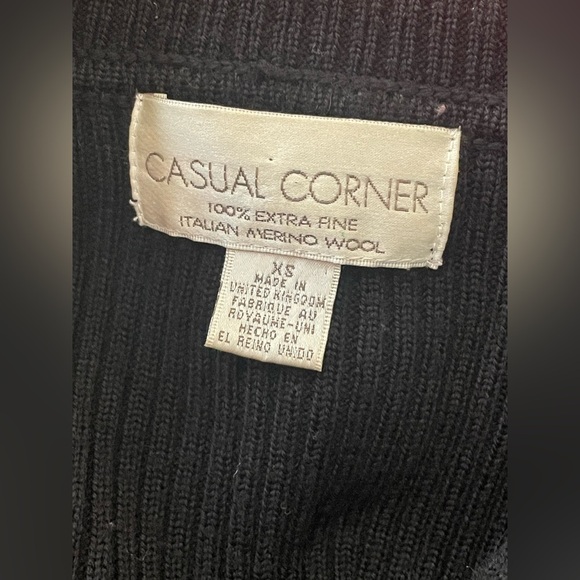 CASUAL CORNER
100% EXTRA FINE
ITALIAN MERINO WOOL
XS
MADE IN
UNITED KINGDOM
FABRIQUE AU
ROYAUME-UNI
HECHO EN
EL REINO UNIDO